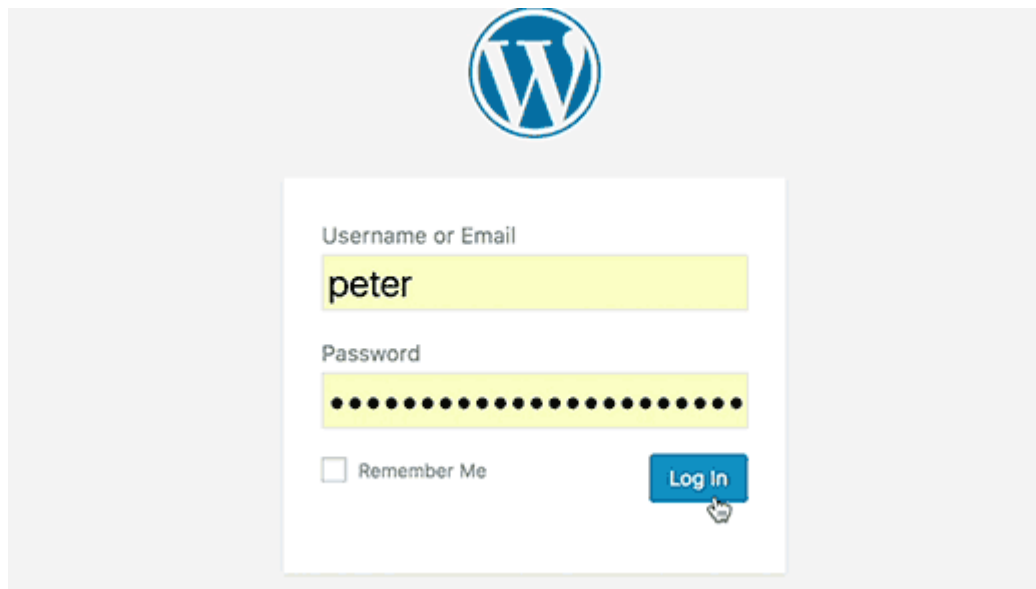 Username or Email
peter
Password
•••••••••••••••••••••••
Remember Me
Log In